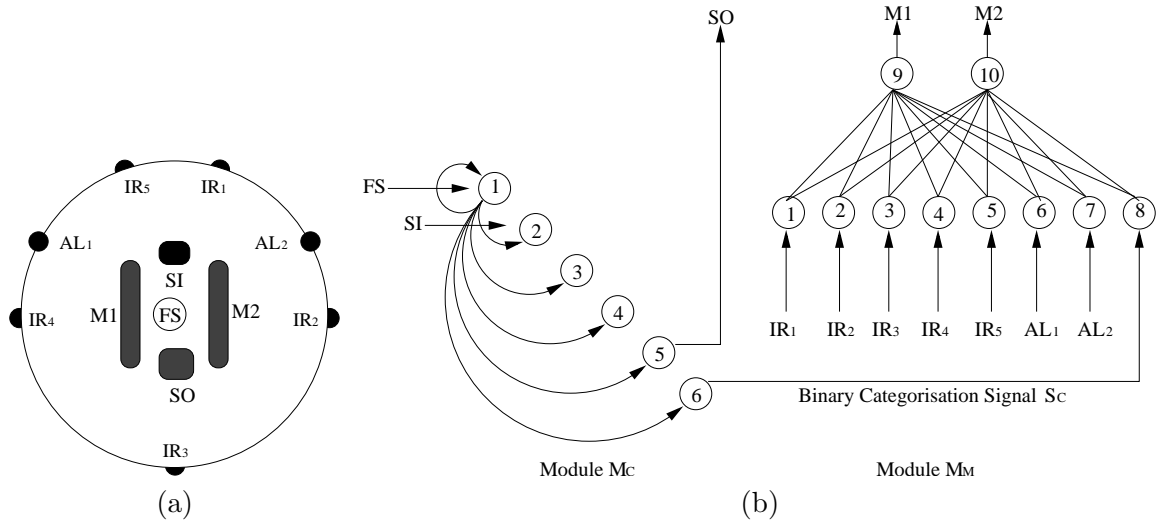 IR5 IR1
AL1 AL2
SI
M1 FS M2
IR4 IR2
SO
IR3
(a)
SO M1 M2
9 10
FS 1
SI 2
3
4
5
6
1 2 3 4 5 6 7 8
IR1 IR2 IR3 IR4 IR5 AL1 AL2
Binary Categorisation Signal SC
Module MC Module MM
(b)